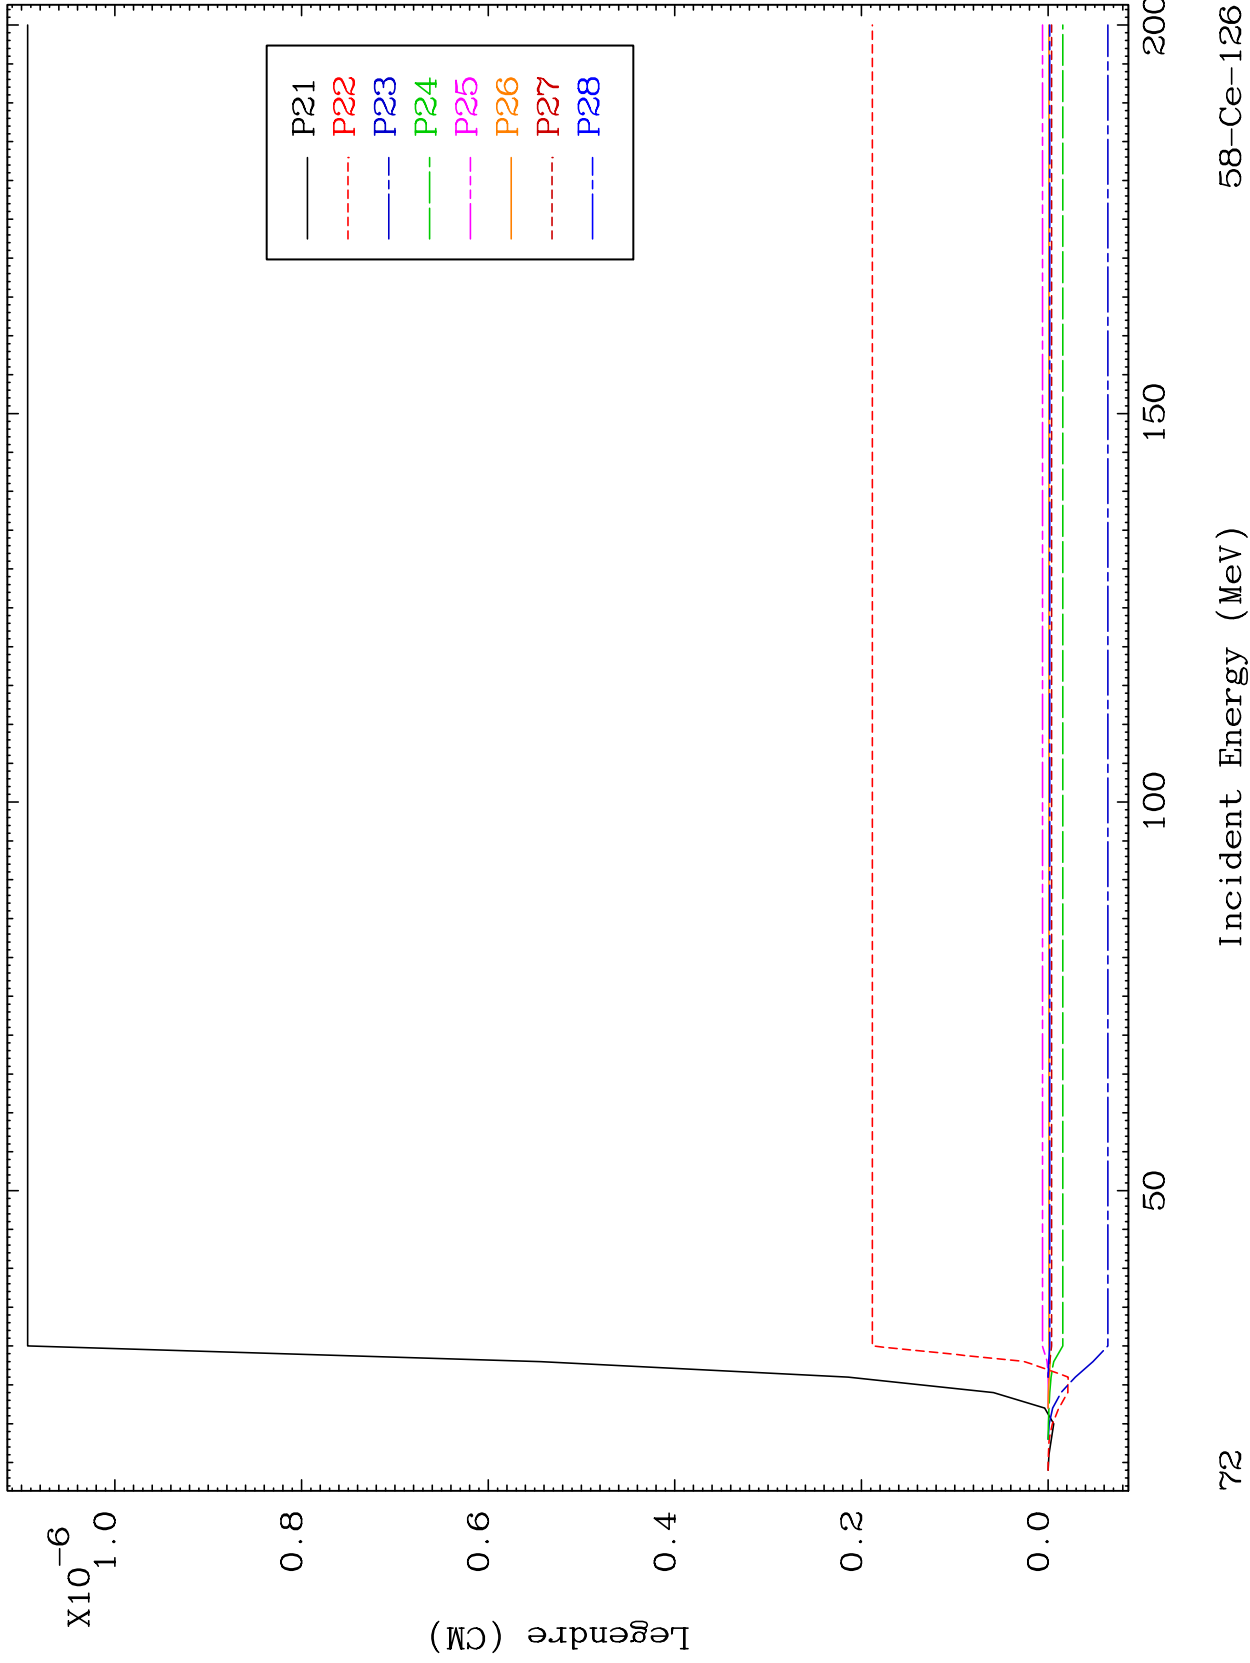 X10-6
1.0
0.8
0.6
0.4
0.2
0.0
Legendre (CM)
P21
P22
P23
P24
P25
P26
P27
P28
50
100
150
200
Incident Energy (MeV)
72
58-Ce-126